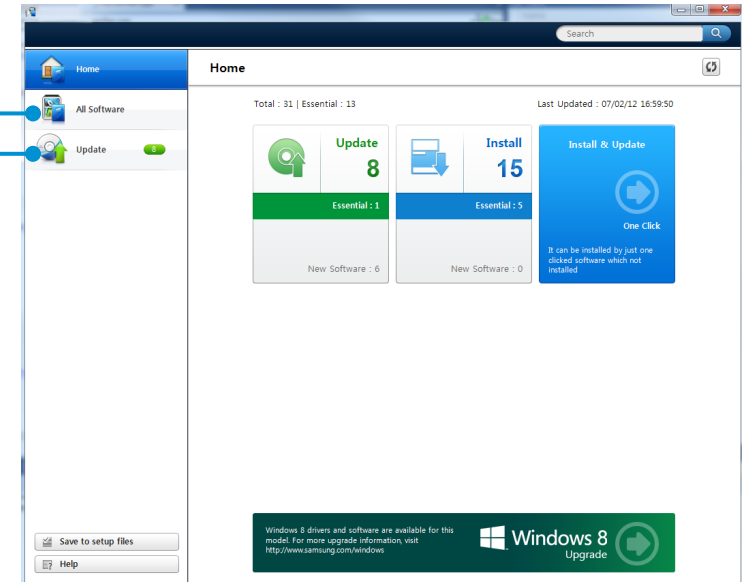 Search
Home
Home
All Software
Update 8
Total : 31 | Essential : 13
Last Updated : 07/02/12 16:59:50
Update
8
Essential : 1
New Software : 6
Install
15
Essential : 5
New Software : 0
Install & Update
One Click
It can be installed by just one
clicked software which not
installed
Windows 8 drivers and software are available for this
model. For more upgrade information, visit
http://www.samsung.com/windows
Windows 8
Upgrade
Save to setup files
Help